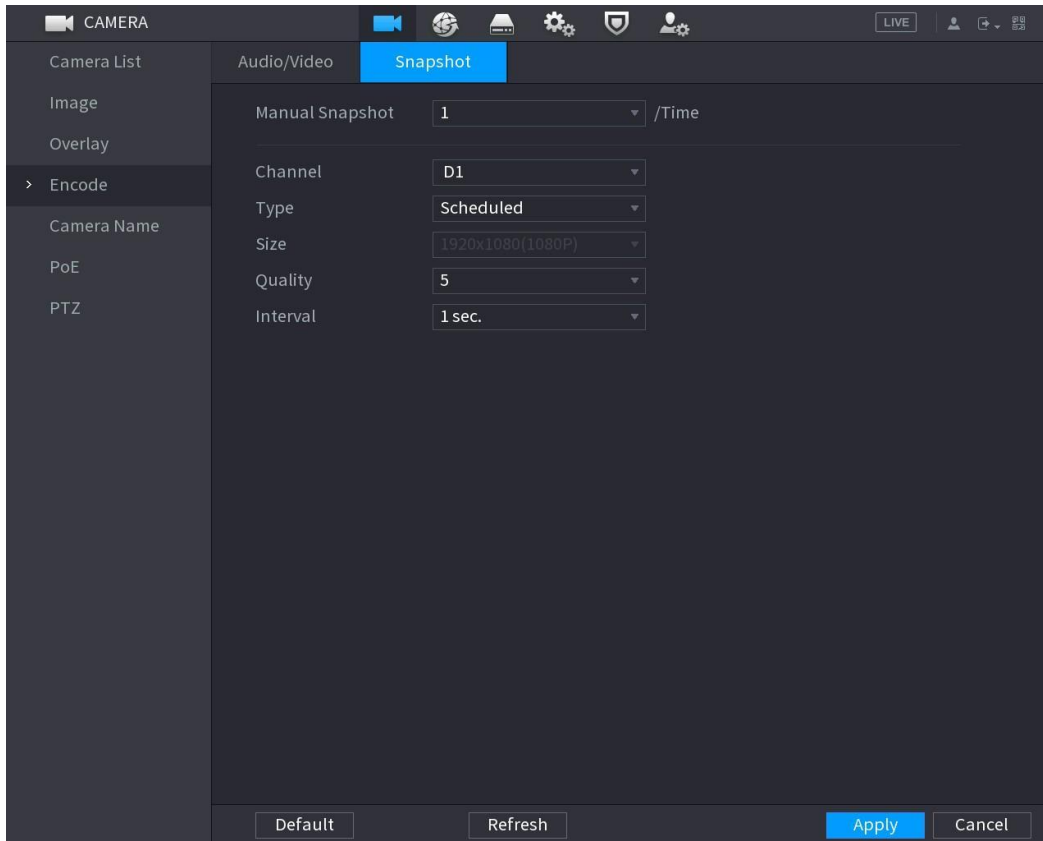 CAMERA LIVE
Camera List
Image
Overlay
Encode
Camera Name
PoE
PTZ
Audio/Video Snapshot
Manual Snapshot 1 /Time
Channel D1
Type Scheduled
Size 1920x1080(1080P)
Quality 5
Interval 1 sec.
Default Refresh Apply Cancel